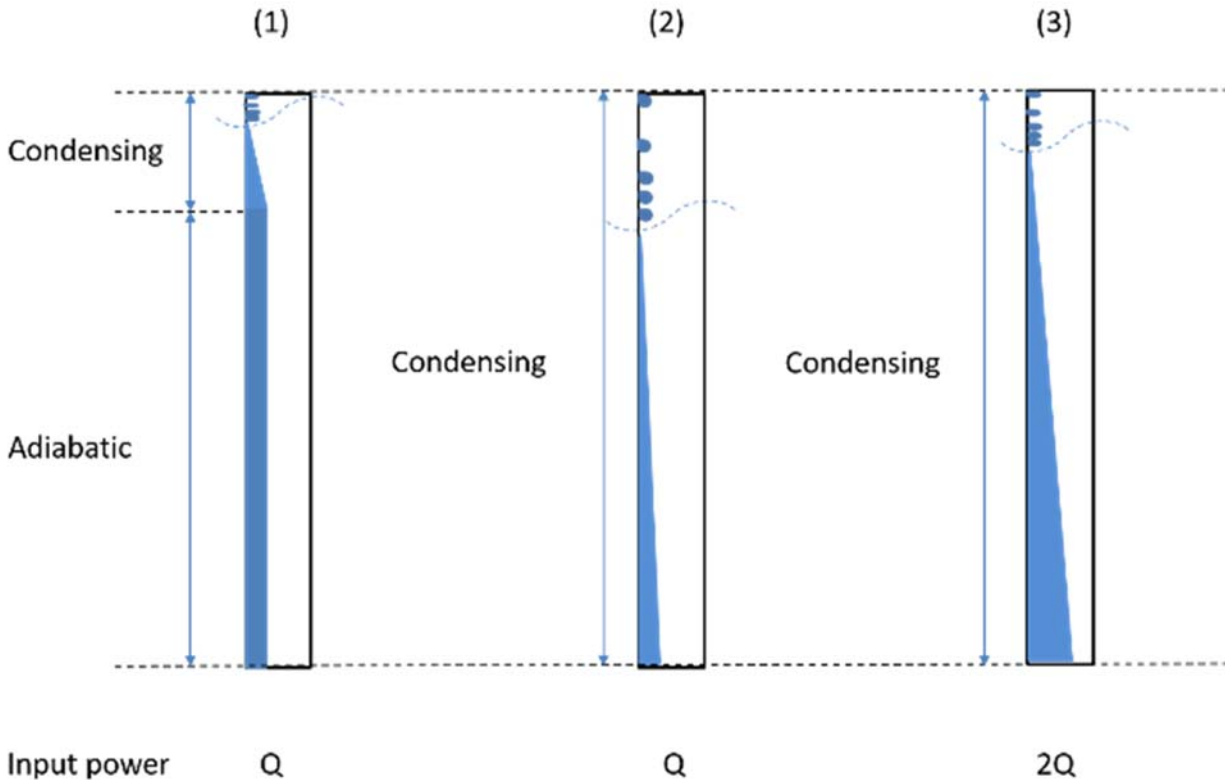 (1) (2) (3)
Condensing
Condensing Condensing
Adiabatic
Input power Q Q 2Q